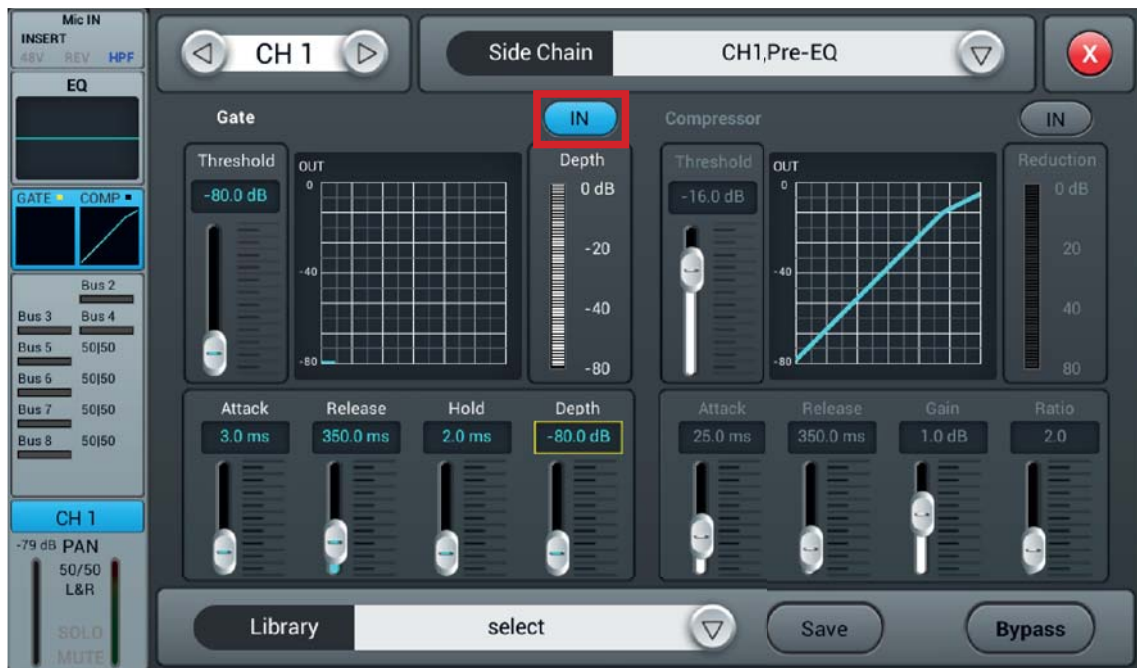 Mic IN
INSERT
48V REV HPF
EQ
GATE COMP
Bus 2
Bus 3 Bus 4
Bus 5 50|50
Bus 6 50|50
Bus 7 50|50
Bus 8 50|50
CH 1
-79 dB PAN
50/50
L&R
SOLO
MUTE
CH 1
Side Chain CH1,Pre-EQ
X
Gate IN
Threshold
-80.0 dB
OUT
0
-40
-80
Depth
0 dB
-20
-40
-80
Attack Release Hold Depth
3.0 ms 350.0 ms 2.0 ms -80.0 dB
Compressor IN
Threshold
-16.0 dB
OUT
0
-40
-80
Reduction
0 dB
20
40
80
Attack Release Gain Ratio
25.0 ms 350.0 ms 1.0 dB 2.0
Library select Save Bypass